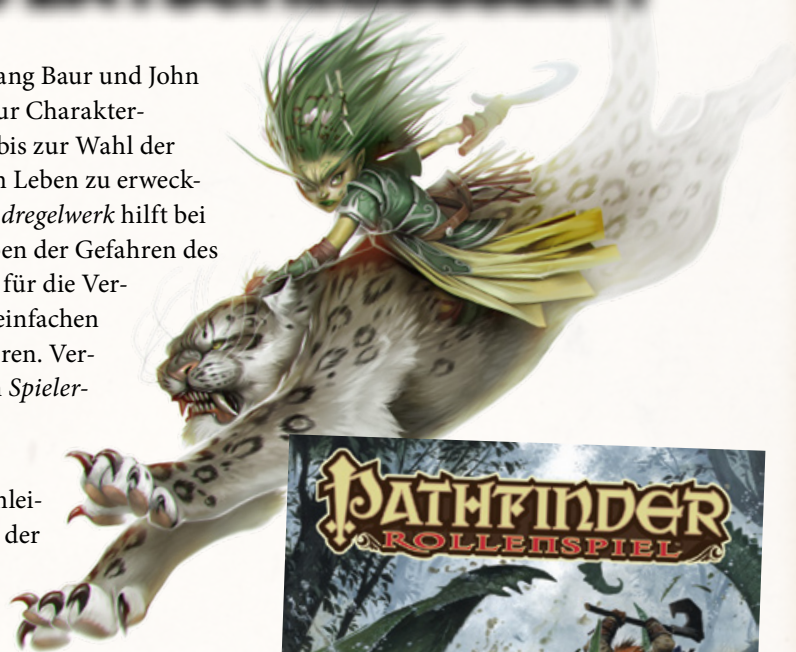 ang Baur und John
ur Charakter-
bis zur Wahl der
n Leben zu erweck-
dregelwerk hilft bei
en der Gefahren des
für die Ver-
einfachen
ren. Ver-
n Spieler-
nlei-
der
PATHFINDER
ROLLENSPIEL